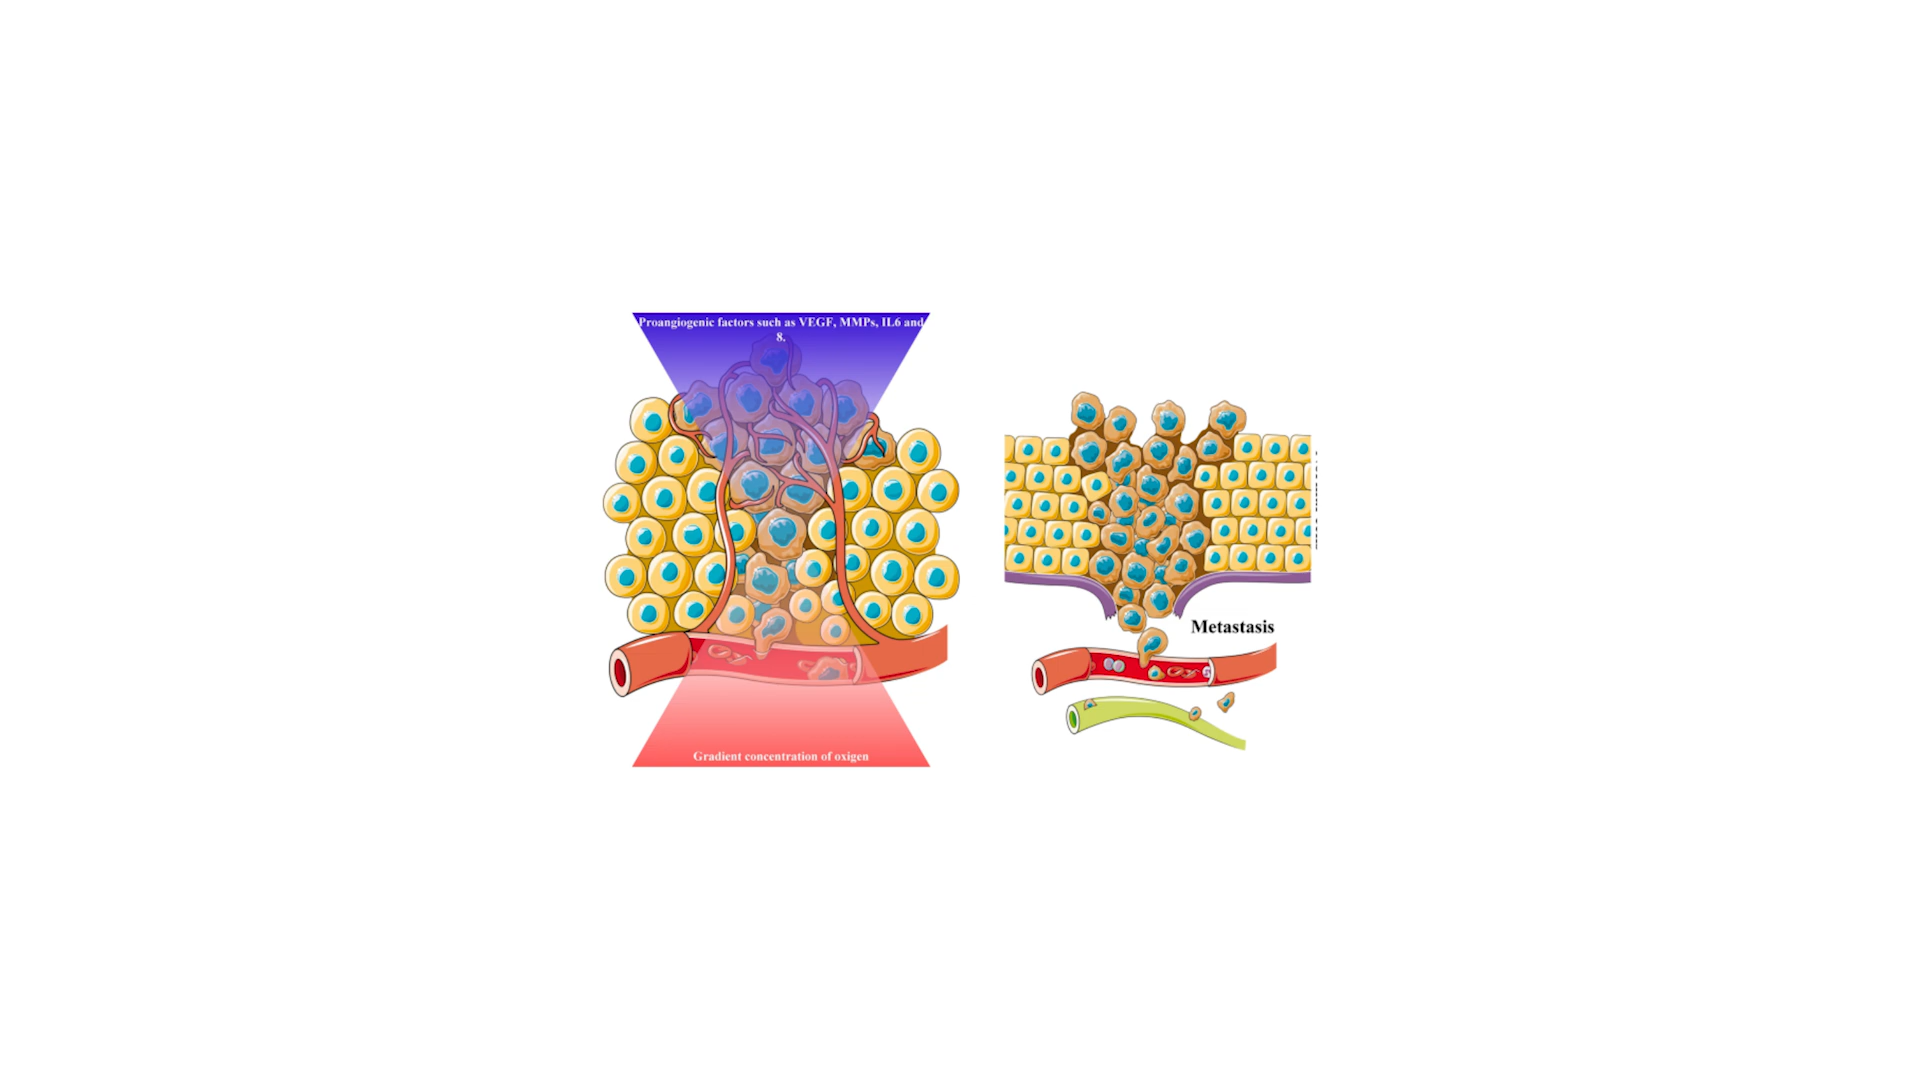 Proangiogenic factors such as VEGF, MMPs, IL6 and
8.
Gradient concentration of oxigen
Metastasis